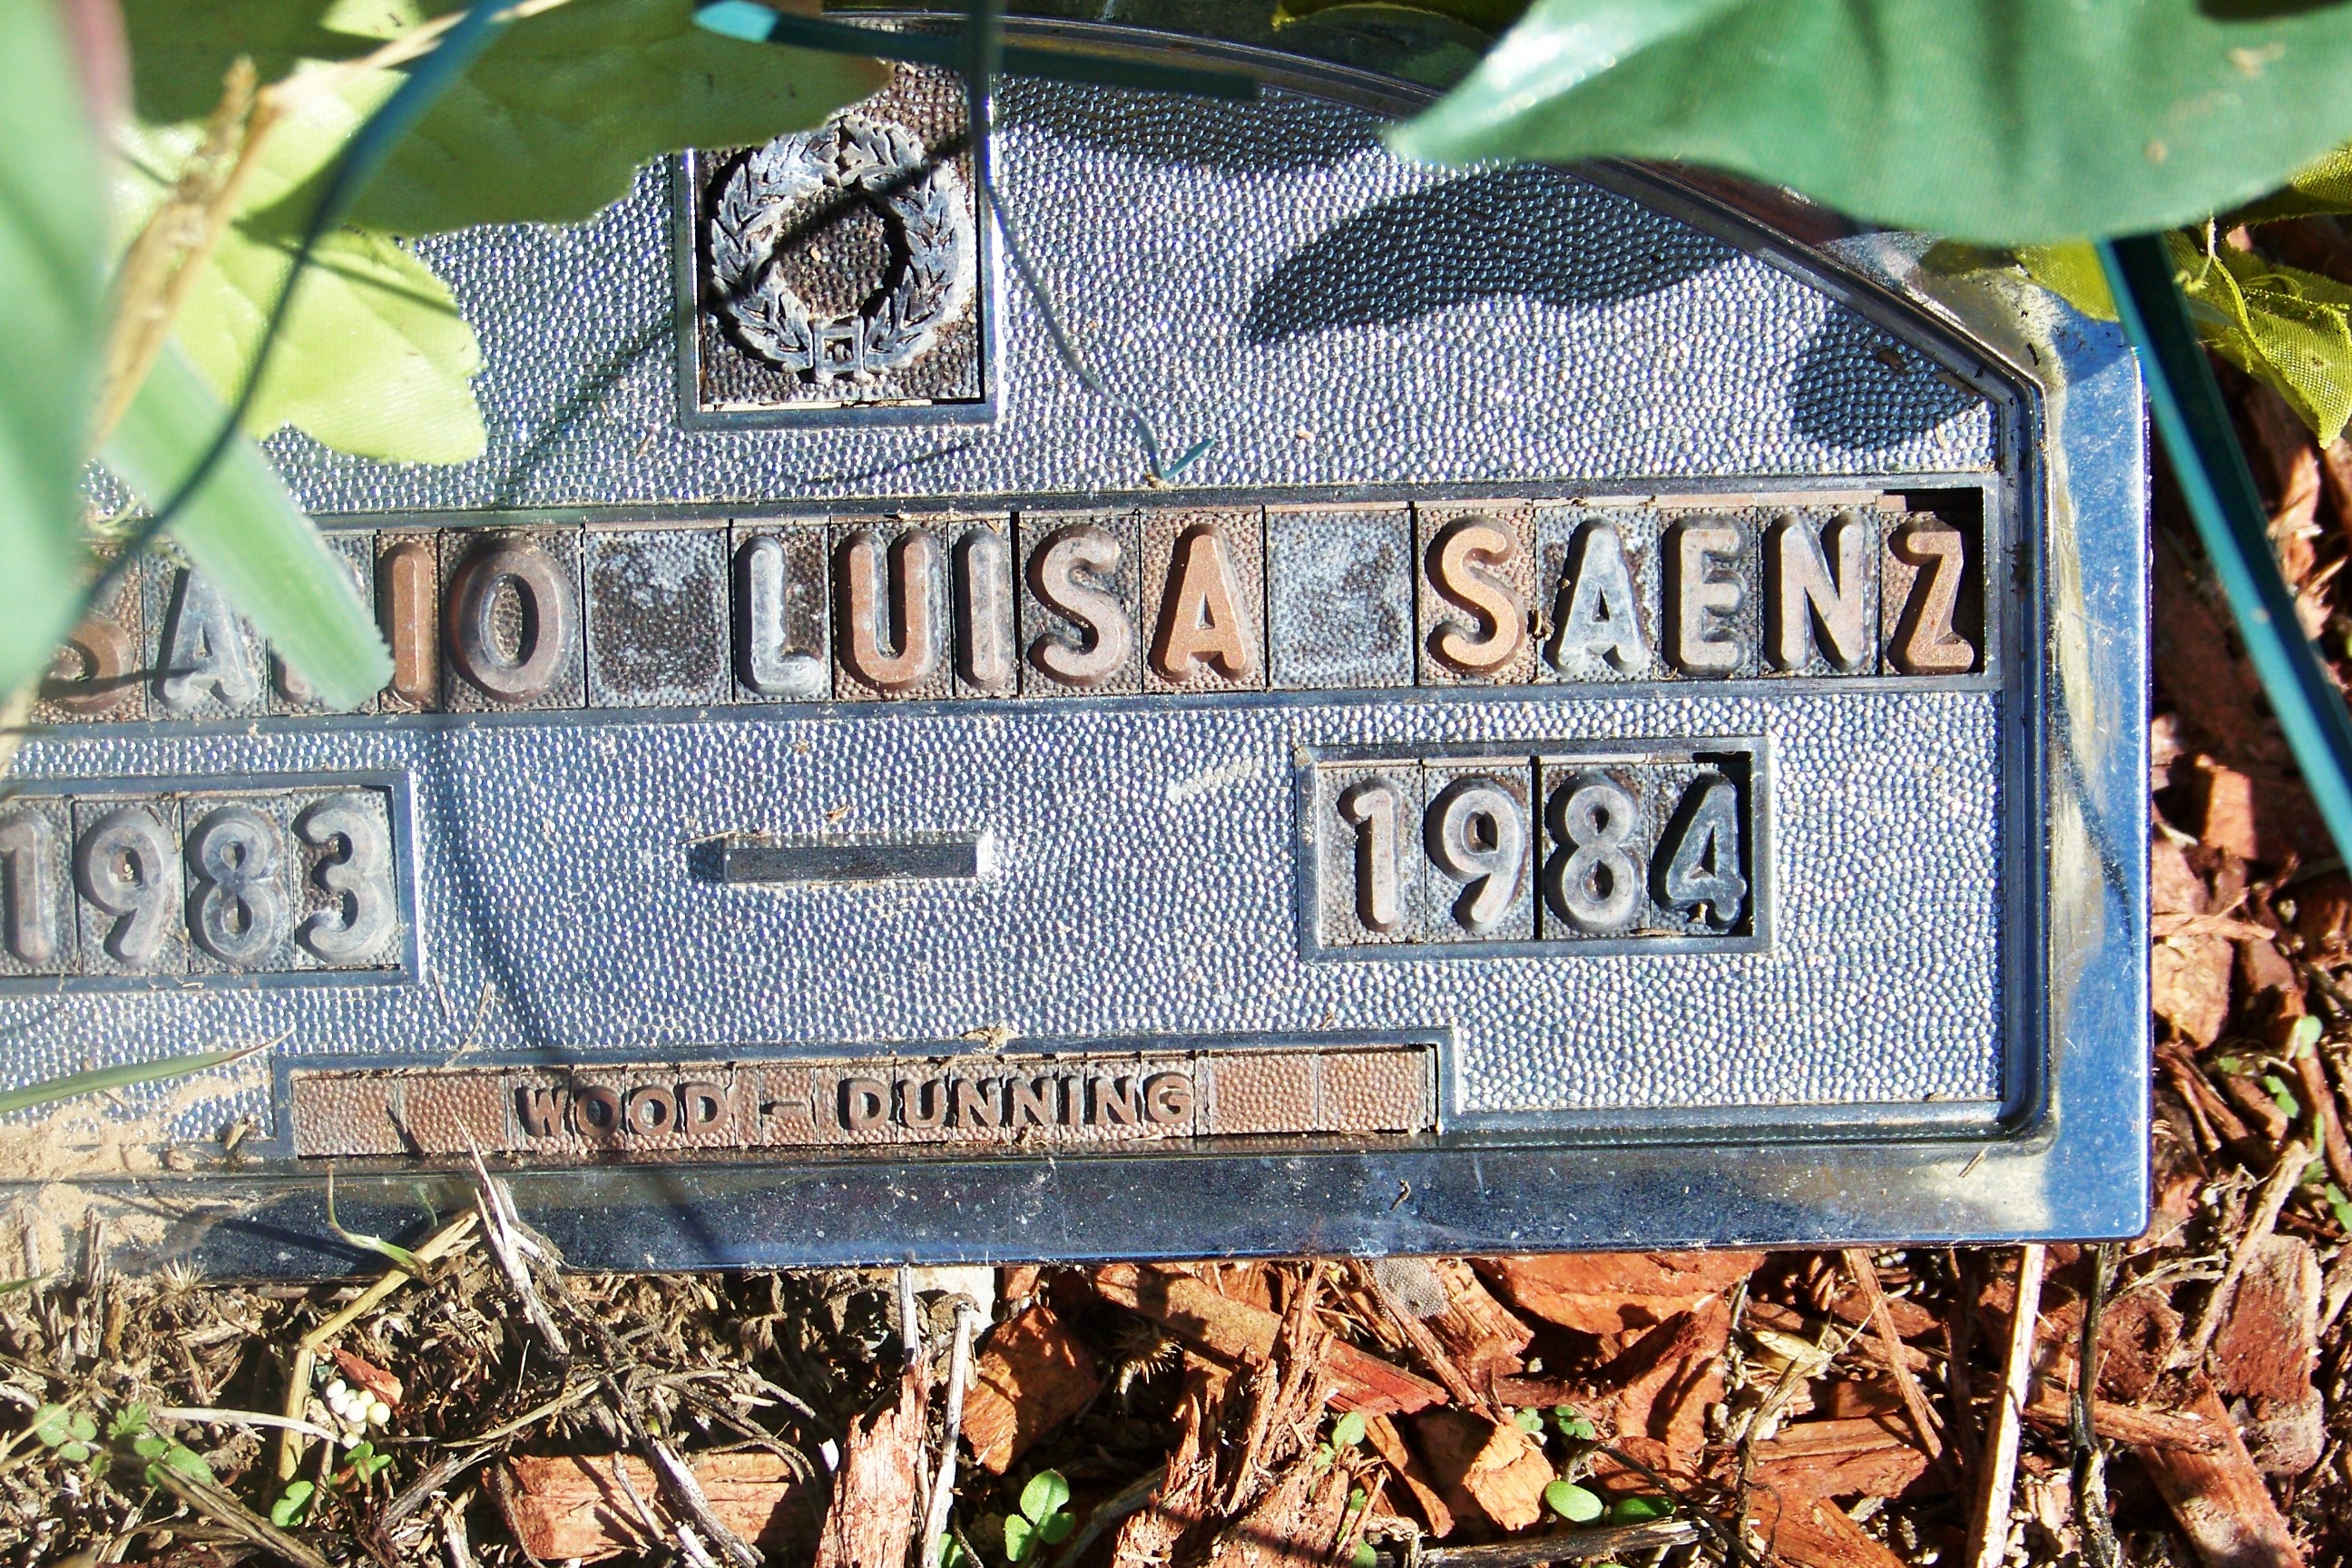 LUISA SAENZ
1983 — 1984
WOOD - DUNNING